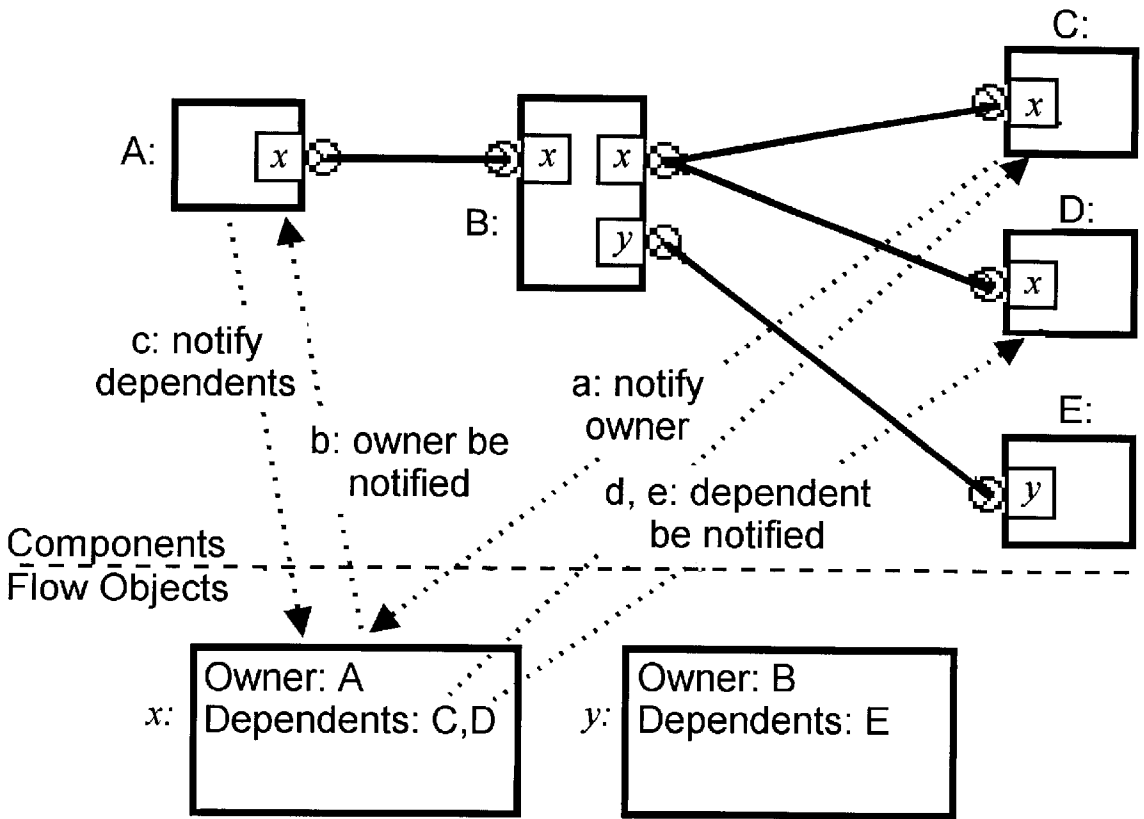 C:
x
A:
x
x
x
B:
y
D:
x
c: notify
dependents
a: notify
owner
E:
b: owner be
notified
d, e: dependent
be notified
y
Components
Flow Objects
x:
Owner: A
Dependents: C,D
y:
Owner: B
Dependents: E